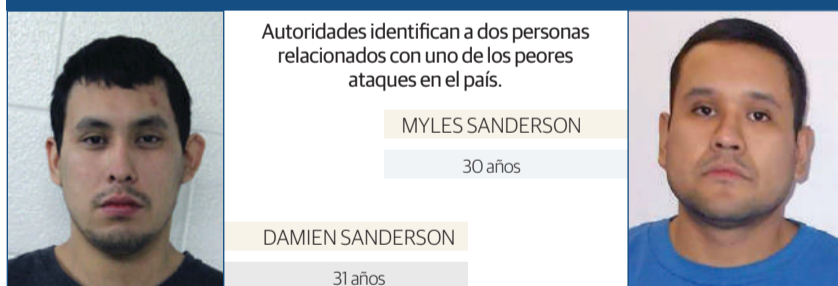 Autoridades identifican a dos personas
relacionados con uno de los peores
ataques en el país.
MYLES SANDERSON
30 años
DAMIEN SANDERSON
31 años